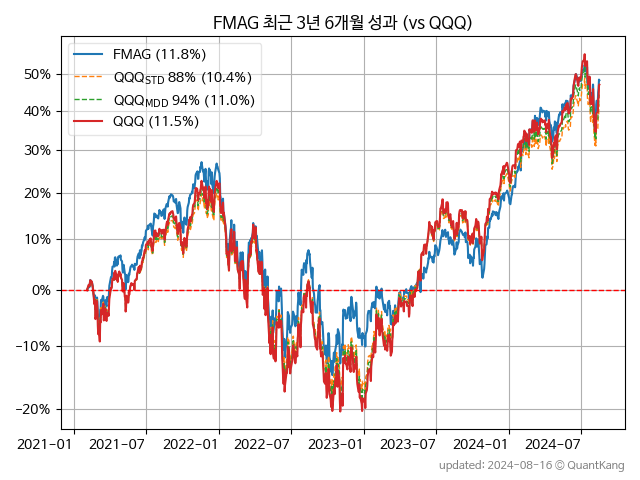 FMAG 최근 3년 6개월 성과 (vs QQQ)
FMAG (11.8%)
QQQSTD 88% (10.4%)
QQQMDD 94% (11.0%)
QQQ (11.5%)
50%
40%
30%
20%
10%
0%
−10%
−20%
2021−01 2021−07 2022−01 2022−07 2023−01 2023−07 2024−01 2024−07
updated: 2024−08−16 © QuantKang